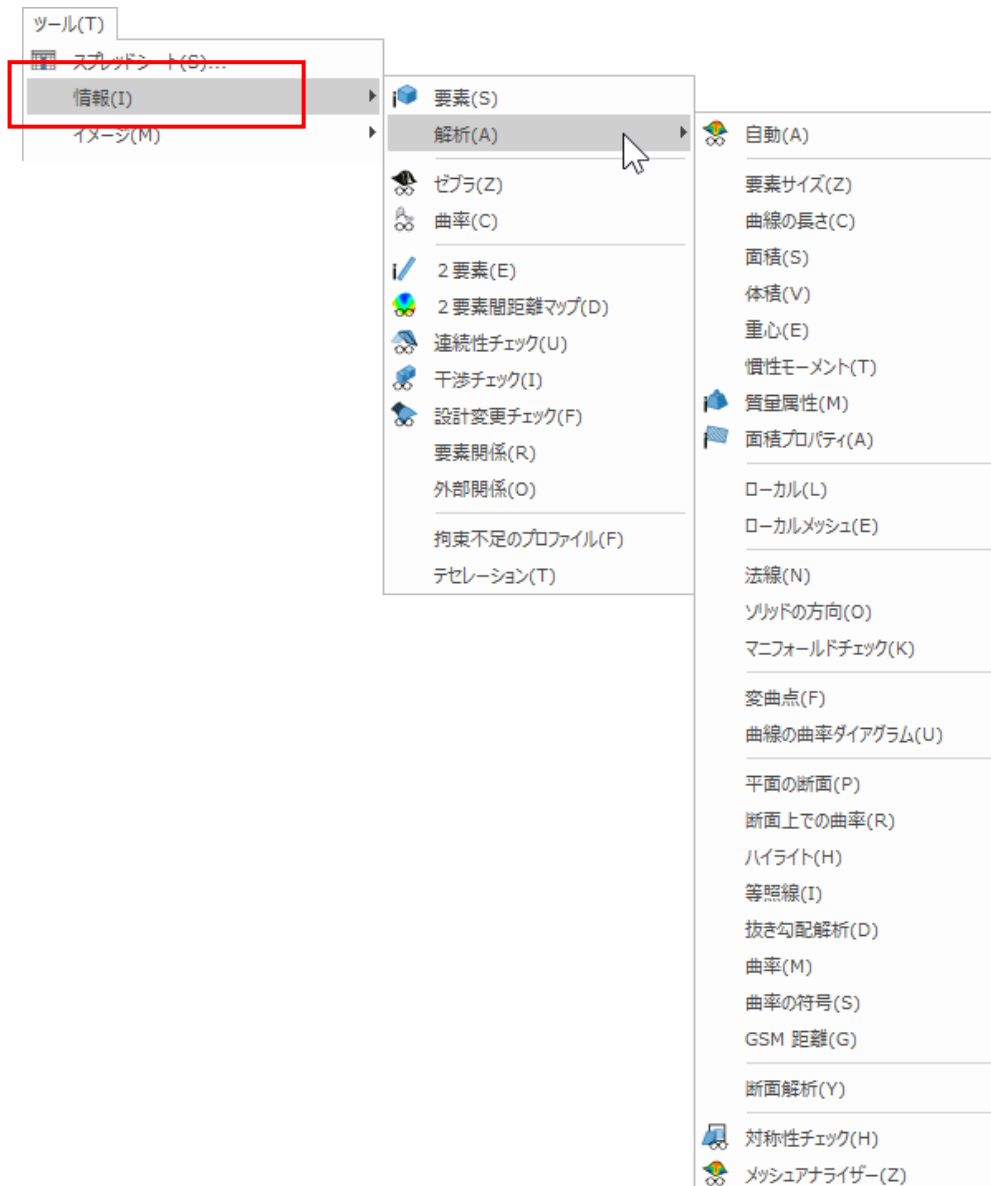 ツール(T)
スプレッドシート(S)...
情報(I)
イメージ(M)
要素(S)
解析(A)
ゼブラ(Z)
曲率(C)
２要素(E)
２要素間距離マップ(D)
連続性チェック(U)
干渉チェック(I)
設計変更チェック(F)
要素関係(R)
外部関係(O)
拘束不足のプロファイル(F)
テセレーション(T)
自動(A)
要素サイズ(Z)
曲線の長さ(C)
面積(S)
体積(V)
重心(E)
慣性モーメント(T)
質量属性(M)
面積プロパティ(A)
ローカル(L)
ローカルメッシュ(E)
法線(N)
ソリッドの方向(O)
マニフォールドチェック(K)
変曲点(F)
曲線の曲率ダイアグラム(U)
平面の断面(P)
断面上での曲率(R)
ハイライト(H)
等照線(I)
抜き勾配解析(D)
曲率(M)
曲率の符号(S)
GSM 距離(G)
断面解析(Y)
対称性チェック(H)
メッシュアナライザー(Z)